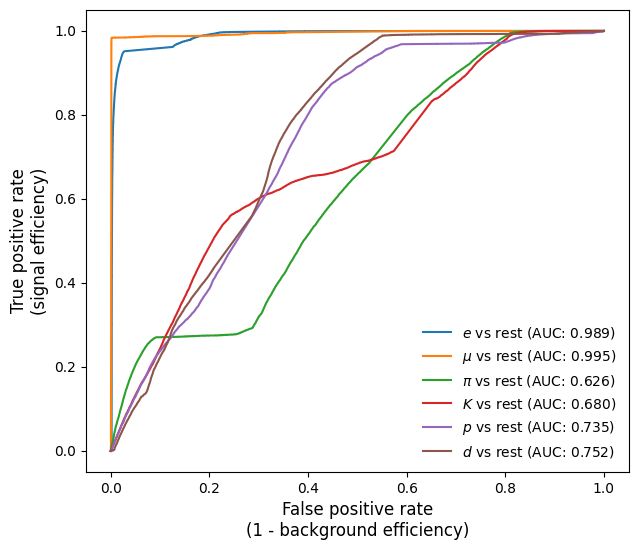 True positive rate
(signal efficiency)
1.0
0.8
0.6
0.4
0.2
0.0
e vs rest (AUC: 0.989)
μ vs rest (AUC: 0.995)
π vs rest (AUC: 0.626)
K vs rest (AUC: 0.680)
p vs rest (AUC: 0.735)
d vs rest (AUC: 0.752)
0.0 0.2 0.4 0.6 0.8 1.0
False positive rate
(1 - background efficiency)